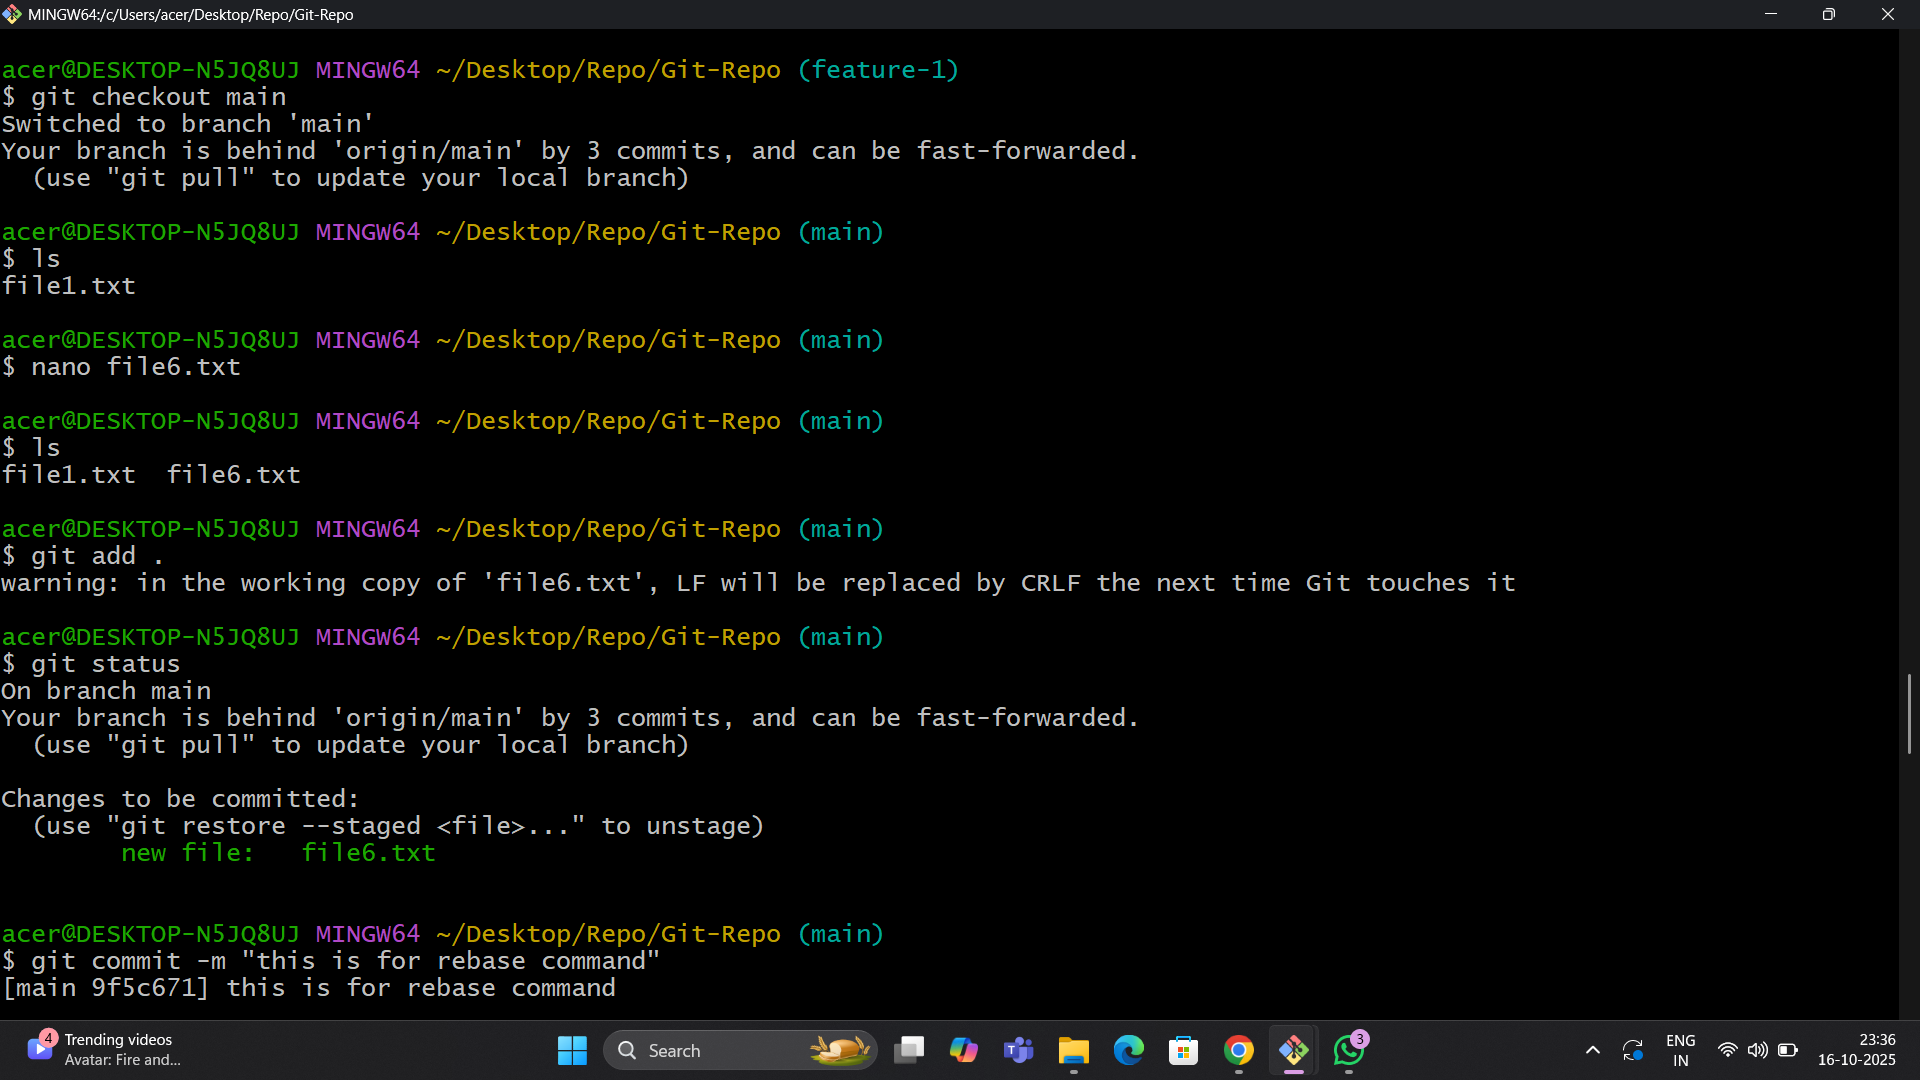 MINGW64:/c/Users/acer/Desktop/Repo/Git-Repo
acer@DESKTOP-N5JQ8UJ MINGW64 ~/Desktop/Repo/Git-Repo (feature-1)
$ git checkout main
Switched to branch 'main'
Your branch is behind 'origin/main' by 3 commits, and can be fast-forwarded.
  (use "git pull" to update your local branch)
acer@DESKTOP-N5JQ8UJ MINGW64 ~/Desktop/Repo/Git-Repo (main)
$ ls
file1.txt
acer@DESKTOP-N5JQ8UJ MINGW64 ~/Desktop/Repo/Git-Repo (main)
$ nano file6.txt
acer@DESKTOP-N5JQ8UJ MINGW64 ~/Desktop/Repo/Git-Repo (main)
$ ls
file1.txt  file6.txt
acer@DESKTOP-N5JQ8UJ MINGW64 ~/Desktop/Repo/Git-Repo (main)
$ git add .
warning: in the working copy of 'file6.txt', LF will be replaced by CRLF the next time Git touches it
acer@DESKTOP-N5JQ8UJ MINGW64 ~/Desktop/Repo/Git-Repo (main)
$ git status
On branch main
Your branch is behind 'origin/main' by 3 commits, and can be fast-forwarded.
  (use "git pull" to update your local branch)
Changes to be committed:
  (use "git restore --staged <file>..." to unstage)
        new file:   file6.txt
acer@DESKTOP-N5JQ8UJ MINGW64 ~/Desktop/Repo/Git-Repo (main)
$ git commit -m "this is for rebase command"
[main 9f5c671] this is for rebase command
4
Trending videos
Avatar: Fire and...
Search
3
ENG
IN
23:36
16-10-2025